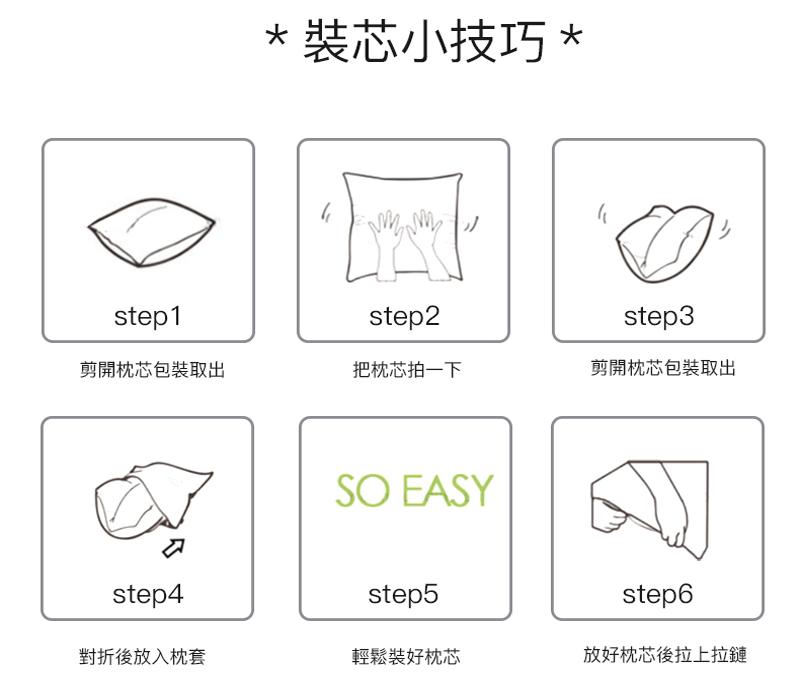 * 裝芯小技巧 *
step1
step2
step3
剪開枕芯包裝取出
把枕芯拍一下
剪開枕芯包裝取出
SO EASY
step4
step5
step6
對折後放入枕套
輕鬆裝好枕芯
放好枕芯後拉上拉鏈